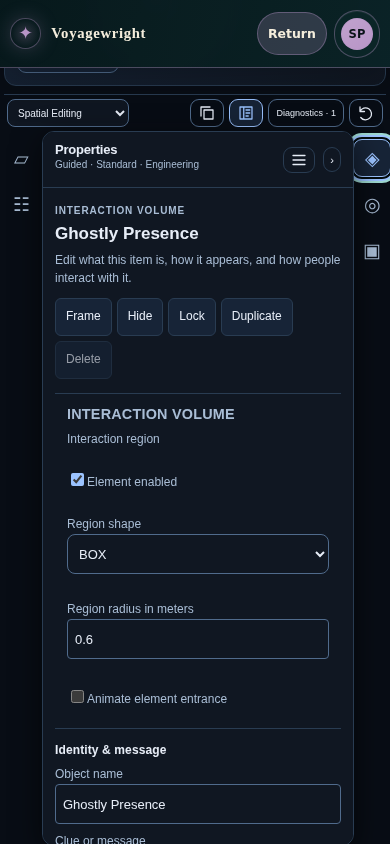 Voyagewright
Return
SP
Spatial Editing
Diagnostics · 1
Properties
Guided · Standard · Engineering
INTERACTION VOLUME
Ghostly Presence
Edit what this item is, how it appears, and how people
interact with it.
Frame
Hide
Lock
Duplicate
Delete
INTERACTION VOLUME
Interaction region
Element enabled
Region shape
BOX
Region radius in meters
0.6
Animate element entrance
Identity & message
Object name
Ghostly Presence
Clue or message